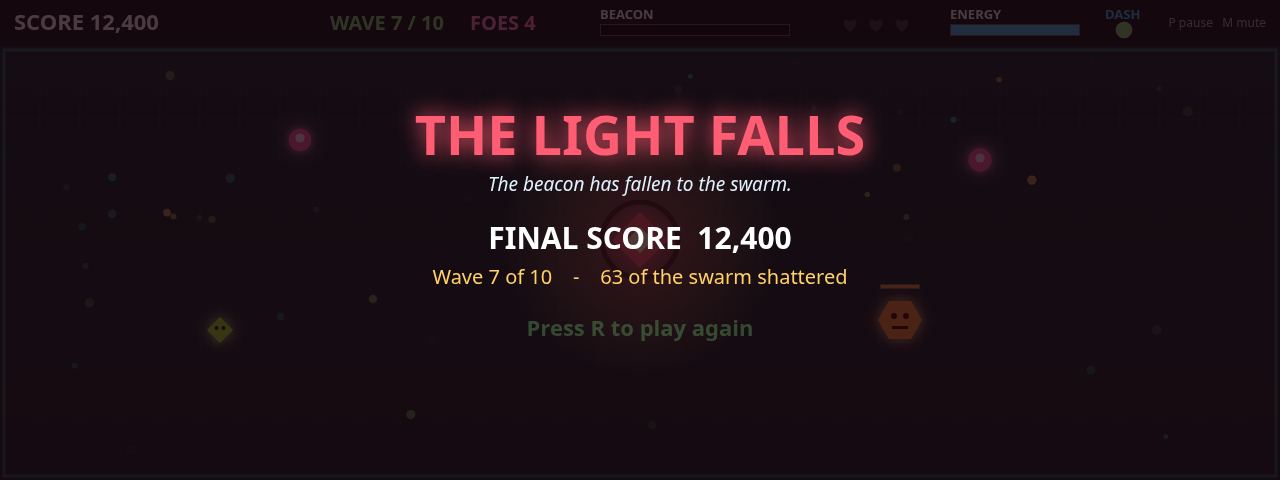 SCORE 12,400 WAVE 7 / 10 FOES 4 BEACON ENERGY DASH P pause M mute
THE LIGHT FALLS
The beacon has fallen to the swarm.
FINAL SCORE 12,400
Wave 7 of 10 - 63 of the swarm shattered
Press R to play again